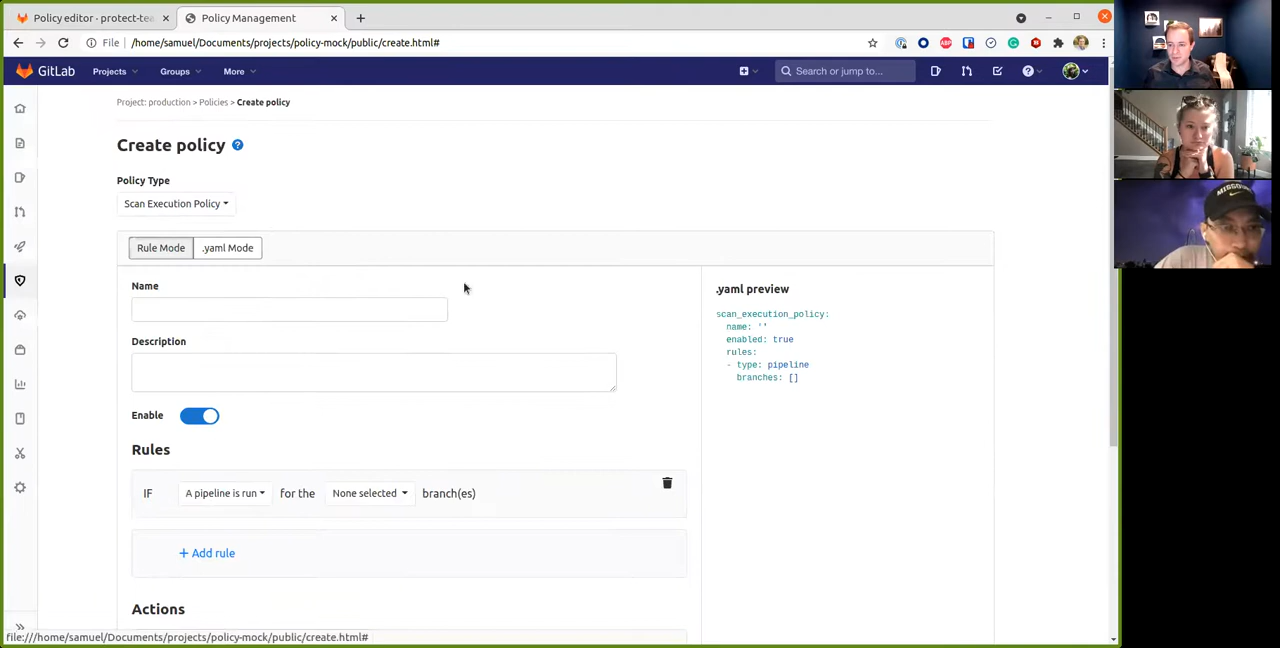 Policy editor · protect-tea
Policy Management
File /home/samuel/Documents/projects/policy-mock/public/create.html#
GitLab Projects Groups More Search or jump to...
Project: production > Policies > Create policy
Create policy
Policy Type
Scan Execution Policy
Rule Mode .yaml Mode
Name
.yaml preview
scan_execution_policy:
name: ''
enabled: true
rules:
- type: pipeline
branches: []
Description
Enable
Rules
IF A pipeline is run for the None selected branch(es)
+ Add rule
Actions
file:///home/samuel/Documents/projects/policy-mock/public/create.html#